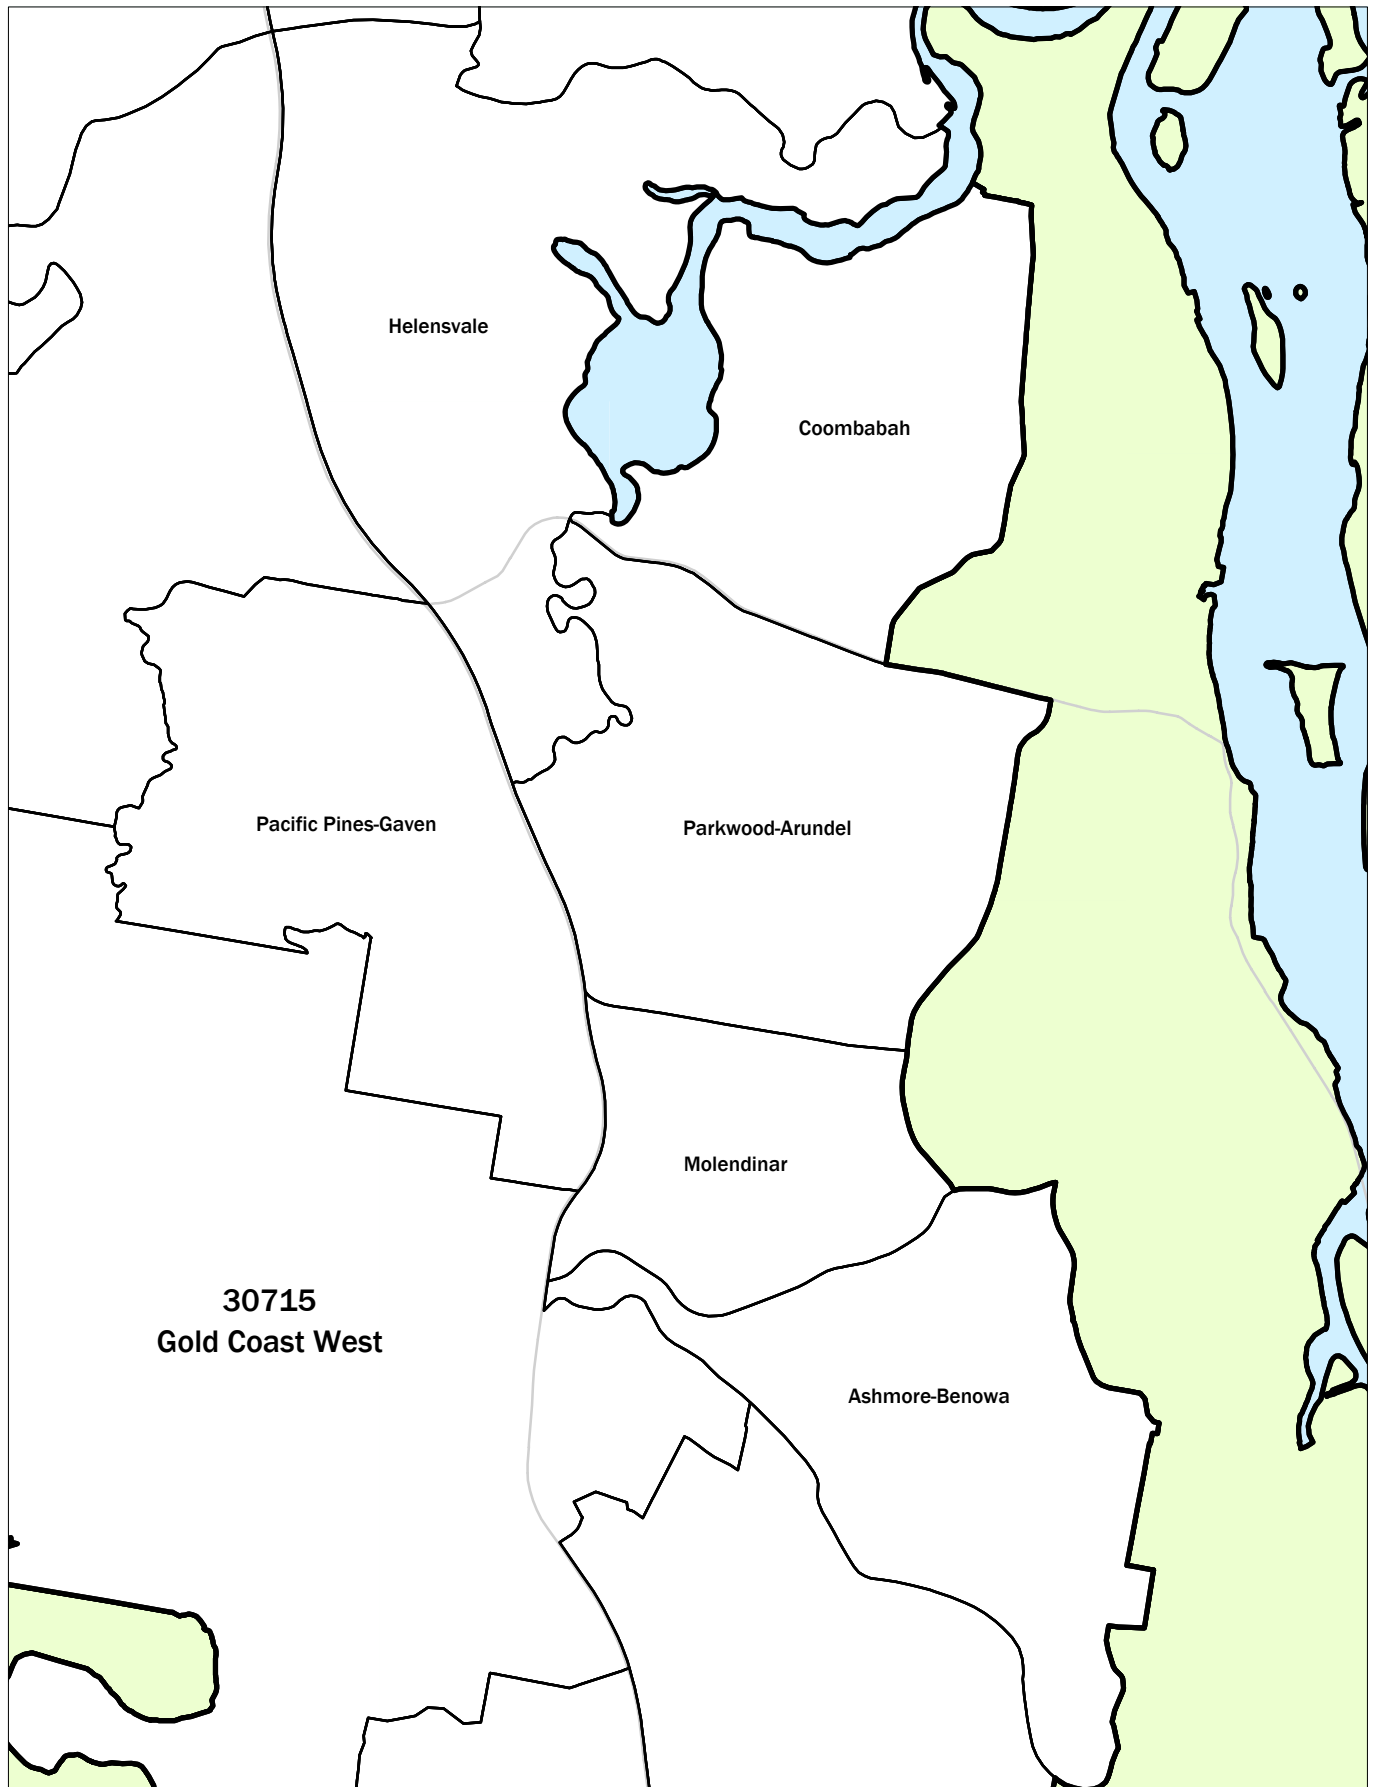 Helensvale
Coombabah
Pacific Pines-Gaven
Parkwood-Arundel
Molendinar
30715
Gold Coast West
Ashmore-Benowa